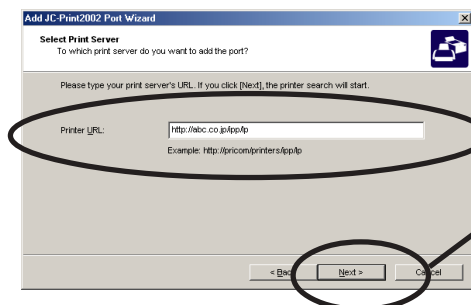 Add JC-Print2002 Port Wizard
Select Print Server
To which print server do you want to add the port?
Please type your print server's URL. If you click [Next], the printer search will start.
Printer URL:
http://abc.co.jp/ipp/lp
Example: http://pricom/printers/ipp/lp
< Back
Next >
Cancel